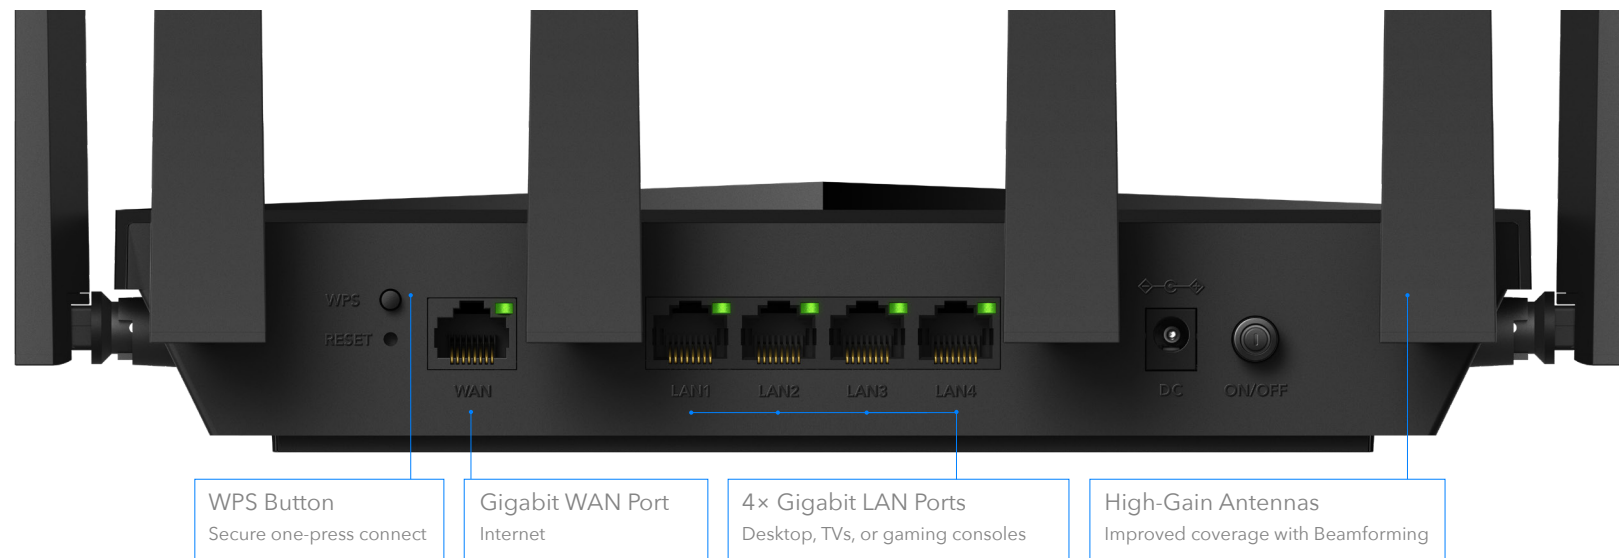 WPS
RESET
WAN
LAN1
LAN2
LAN3
LAN4
DC
ON/OFF
WPS Button
Secure one-press connect
Gigabit WAN Port
Internet
4× Gigabit LAN Ports
Desktop, TVs, or gaming consoles
High-Gain Antennas
Improved coverage with Beamforming